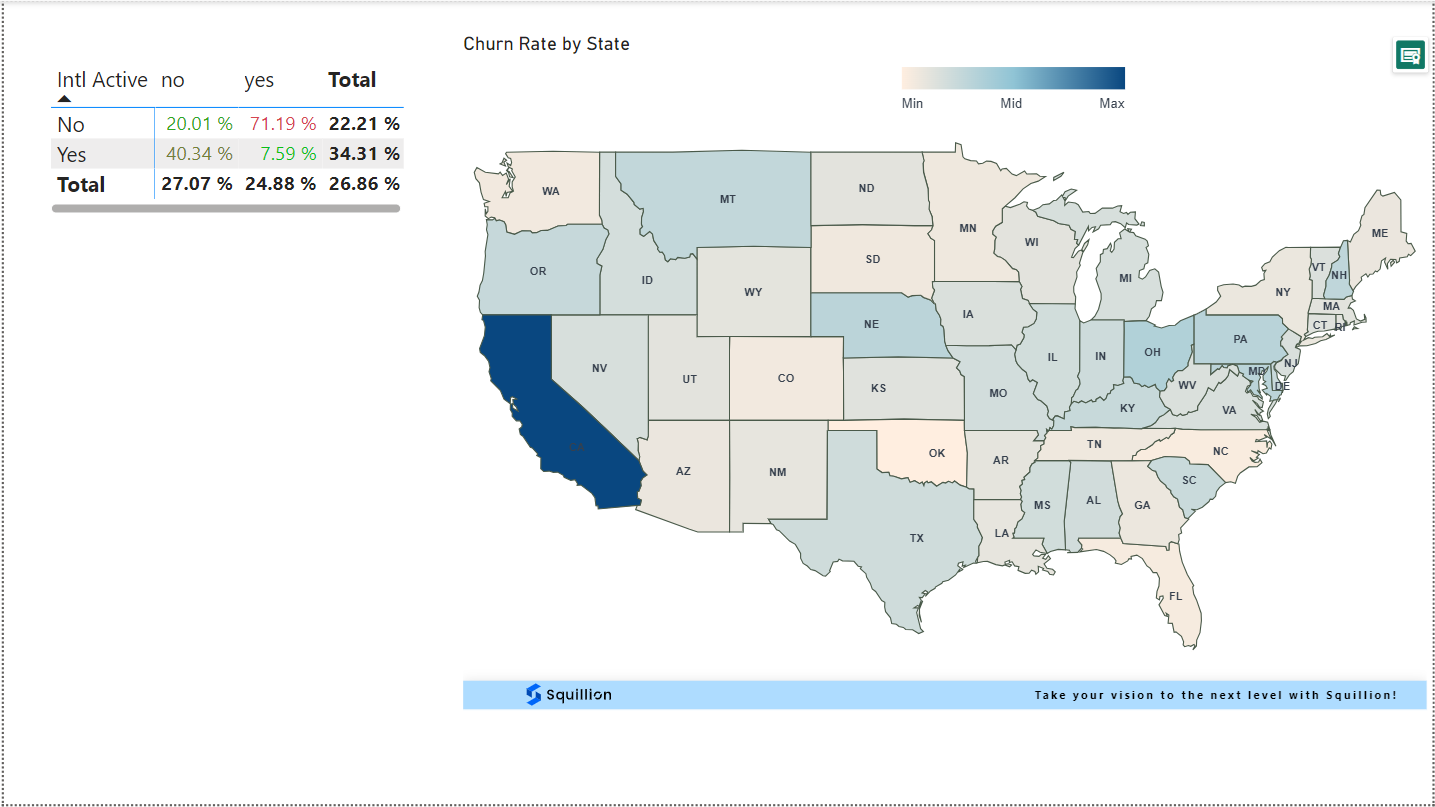 Churn Rate by State
Intl Active no yes Total
No 20.01 % 71.19 % 22.21 %
Yes 40.34 % 7.59 % 34.31 %
Total 27.07 % 24.88 % 26.86 %
Min Mid Max
WA
MT
ND
MN
WI
MI
ME
VT
NH
NY
MA
CT
RI
OR
ID
WY
SD
IA
NE
PA
NJ
OH
IN
IL
MD
DE
NV
UT
CO
KS
MO
KY
WV
VA
CA
AZ
NM
OK
AR
TN
NC
SC
MS
AL
GA
TX
LA
FL
Squillion
Take your vision to the next level with Squillion!